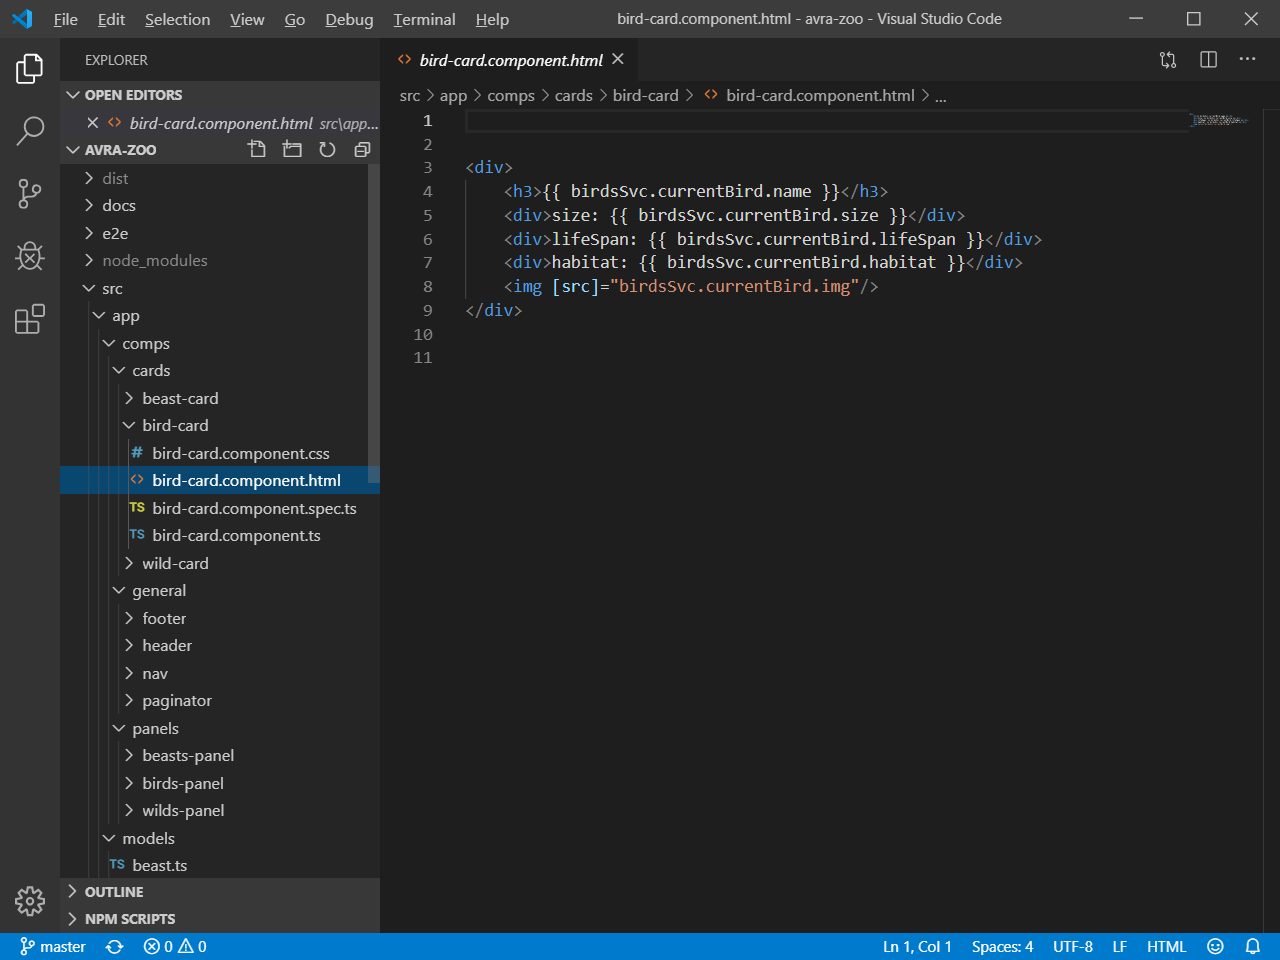 File Edit Selection View Go Debug Terminal Help bird-card.component.html - avra-zoo - Visual Studio Code
EXPLORER
OPEN EDITORS
bird-card.component.html src\app...
AVRA-ZOO
dist
docs
e2e
node_modules
src
app
comps
cards
beast-card
bird-card
# bird-card.component.css
<> bird-card.component.html
TS bird-card.component.spec.ts
TS bird-card.component.ts
wild-card
general
footer
header
nav
paginator
panels
beasts-panel
birds-panel
wilds-panel
models
TS beast.ts
OUTLINE
NPM SCRIPTS
<> bird-card.component.html
src > app > comps > cards > bird-card > <> bird-card.component.html > ...
1
2
3 <div>
4 <h3>{{ birdsSvc.currentBird.name }}</h3>
5 <div>size: {{ birdsSvc.currentBird.size }}</div>
6 <div>lifeSpan: {{ birdsSvc.currentBird.lifeSpan }}</div>
7 <div>habitat: {{ birdsSvc.currentBird.habitat }}</div>
8 <img [src]="birdsSvc.currentBird.img"/>
9 </div>
10
11
master 0 0 Ln 1, Col 1 Spaces: 4 UTF-8 LF HTML